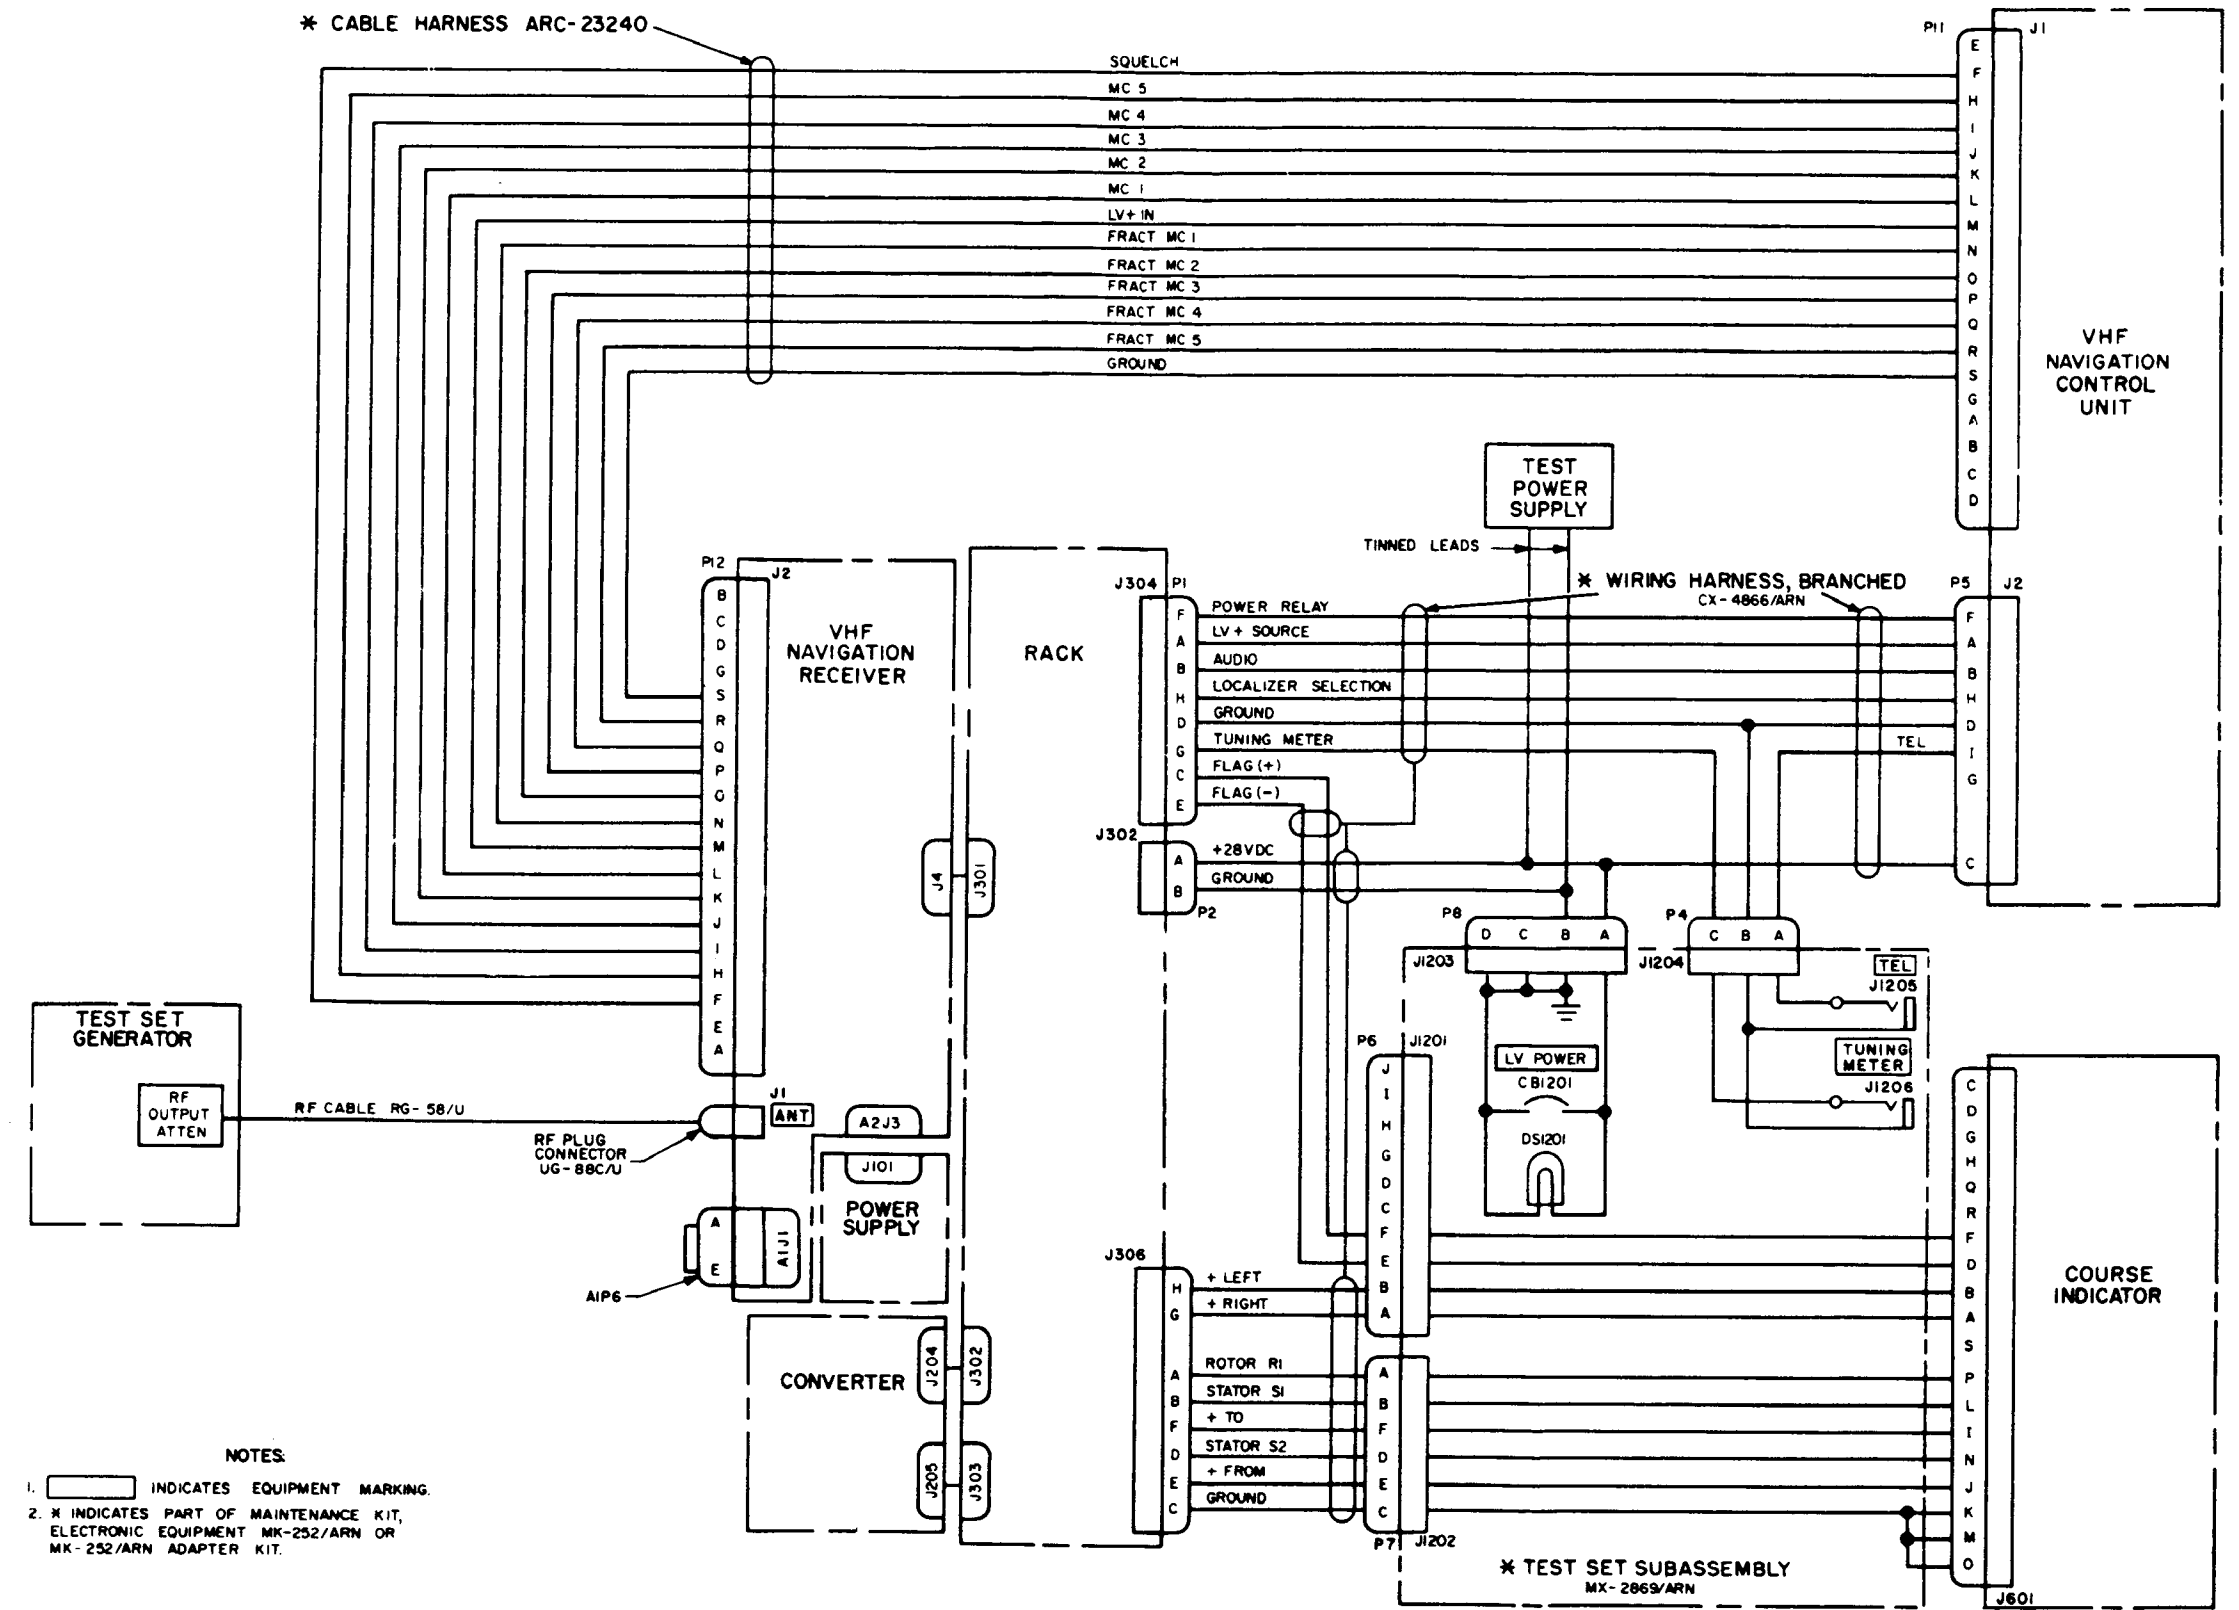 * CABLE HARNESS ARC-23240
SQUELCH
MC 5
MC 4
MC 3
MC 2
MC 1
LV+ IN
FRACT MC 1
FRACT MC 2
FRACT MC 3
FRACT MC 4
FRACT MC 5
GROUND
P11
J1
E
F
H
I
J
K
L
M
N
O
P
Q
R
S
G
A
B
C
D
VHF
NAVIGATION
CONTROL
UNIT
TEST
POWER
SUPPLY
TINNED LEADS
* WIRING HARNESS, BRANCHED
CX-4866/ARN
P12
J2
B
C
D
G
S
R
Q
P
O
N
M
L
K
J
I
H
F
E
A
VHF
NAVIGATION
RECEIVER
RACK
J304
P1
F
A
B
H
D
G
C
E
POWER RELAY
LV + SOURCE
AUDIO
LOCALIZER SELECTION
GROUND
TUNING METER
FLAG (+)
FLAG (-)
P5
J2
F
A
B
H
D
I
G
C
TEL
J302
A
B
P2
+28VDC
GROUND
J4
J301
P8
D C B A
J1203
P4
C B A
J1204
TEL
J1205
TUNING
METER
J1206
LV POWER
CB1201
DS1201
TEST SET
GENERATOR
RF
OUTPUT
ATTEN
RF CABLE RG-58/U
RF PLUG
CONNECTOR
UG-88C/U
J1
ANT
A2J3
J101
POWER
SUPPLY
A
E
A1J1
A1P6
P6
J1201
J
I
H
G
D
C
F
E
B
A
C
D
G
H
Q
R
F
D
B
A
S
P
L
I
N
J
K
M
O
COURSE
INDICATOR
J601
J306
H
G
A
B
F
D
E
C
+ LEFT
+ RIGHT
ROTOR R1
STATOR S1
+ TO
STATOR S2
+ FROM
GROUND
A
B
F
D
E
C
P7
J1202
CONVERTER
J204
J302
J205
J303
* TEST SET SUBASSEMBLY
MX-2869/ARN
NOTES:
1. INDICATES EQUIPMENT MARKING.
2. * INDICATES PART OF MAINTENANCE KIT,
ELECTRONIC EQUIPMENT MK-252/ARN OR
MK-252/ARN ADAPTER KIT.